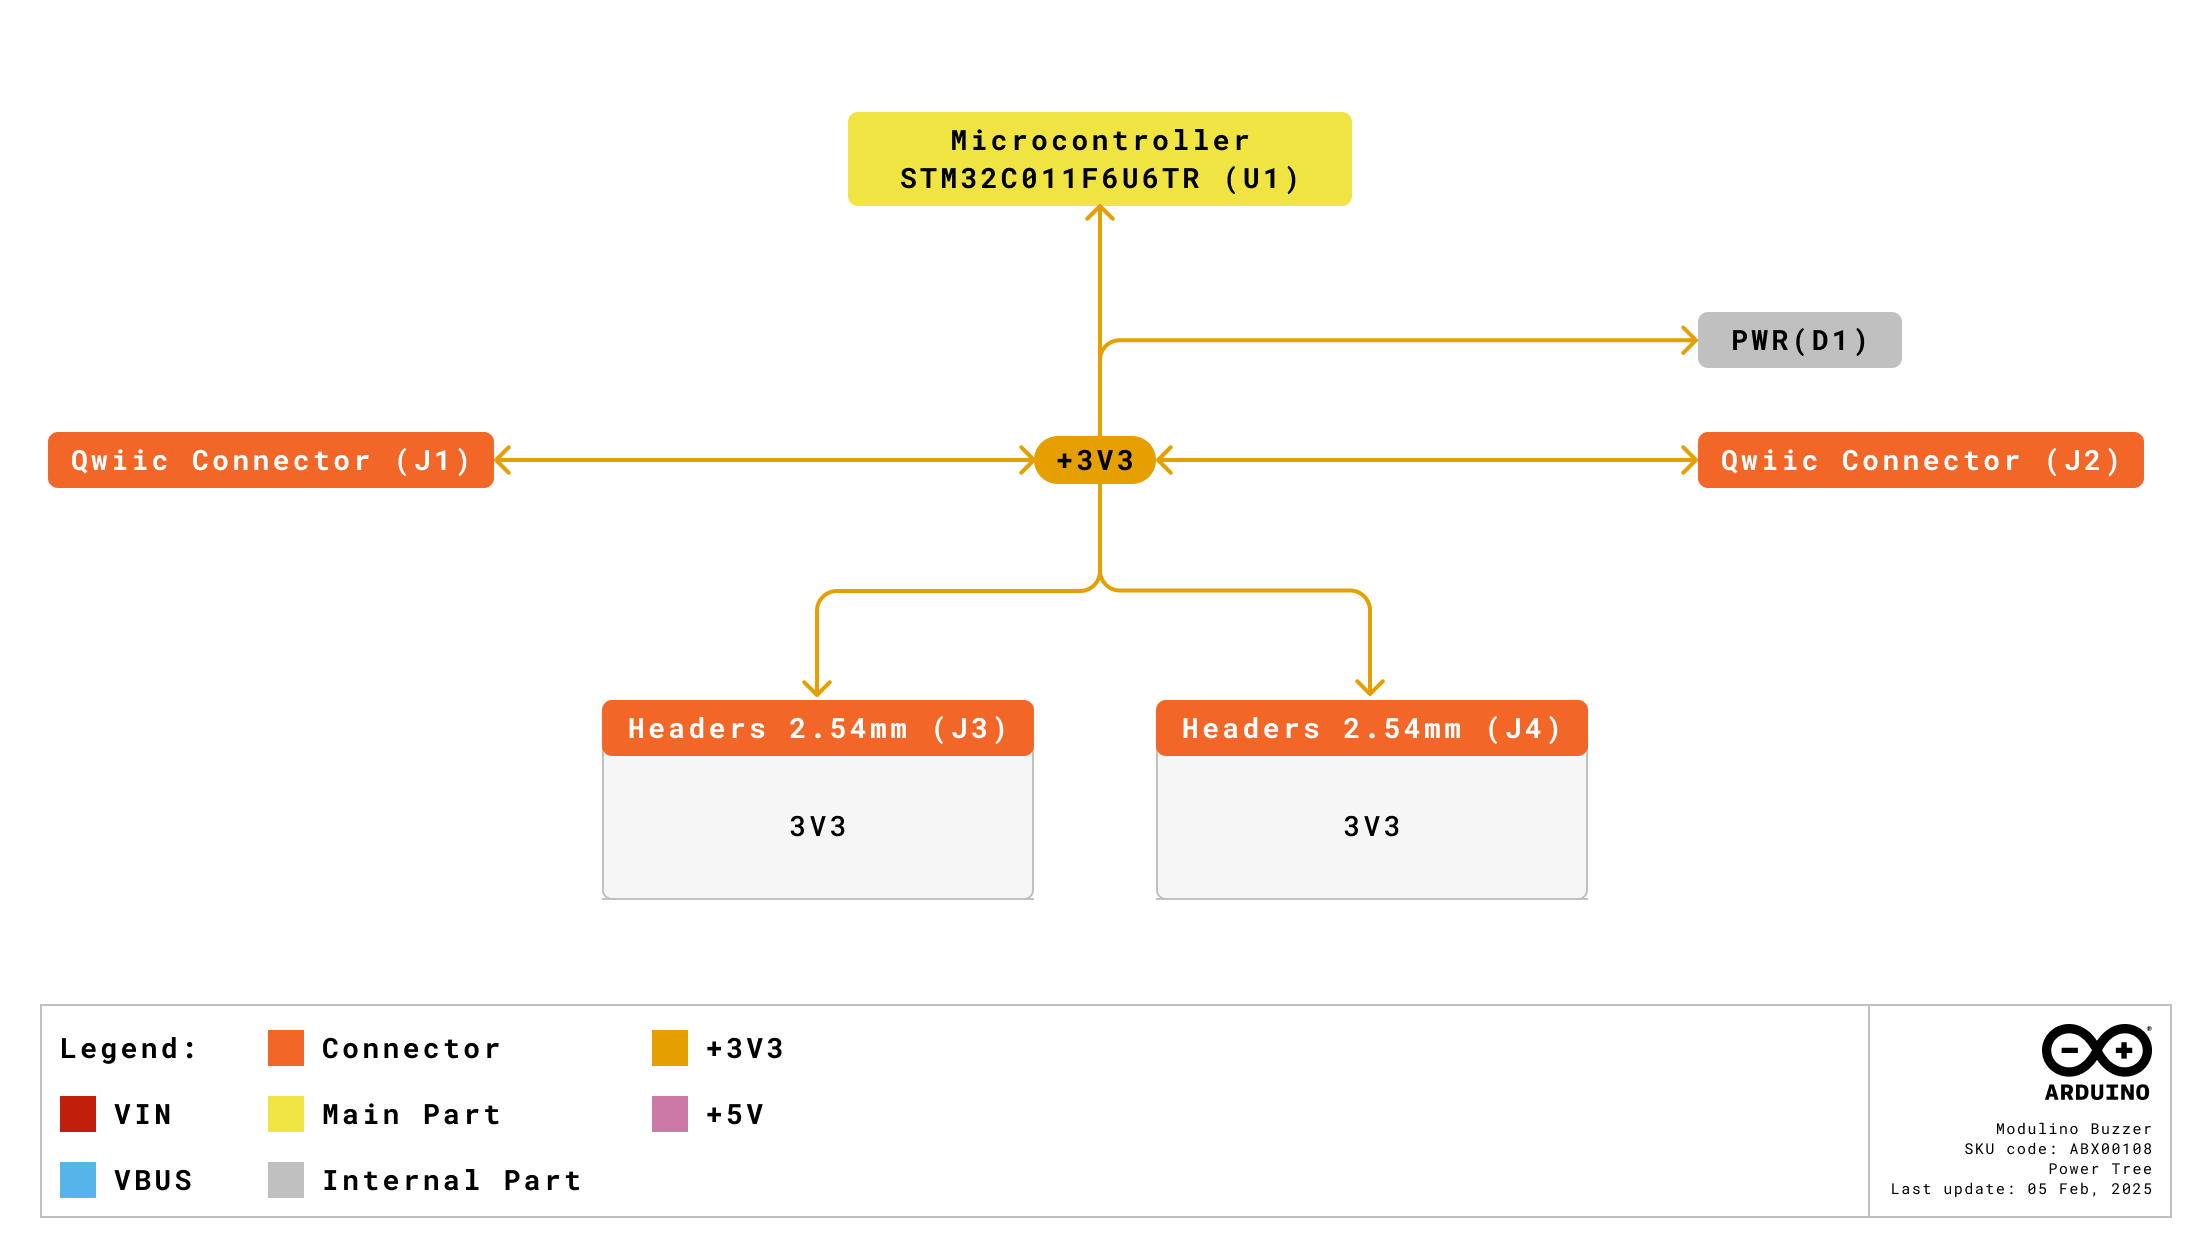 Microcontroller
STM32C011F6U6TR (U1)
PWR(D1)
Qwiic Connector (J1)
+3V3
Qwiic Connector (J2)
Headers 2.54mm (J3)
Headers 2.54mm (J4)
3V3
3V3
Legend:
VIN
VBUS
Connector
Main Part
Internal Part
+3V3
+5V
ARDUINO
Modulino Buzzer
SKU code: ABX00108
Power Tree
Last update: 05 Feb, 2025